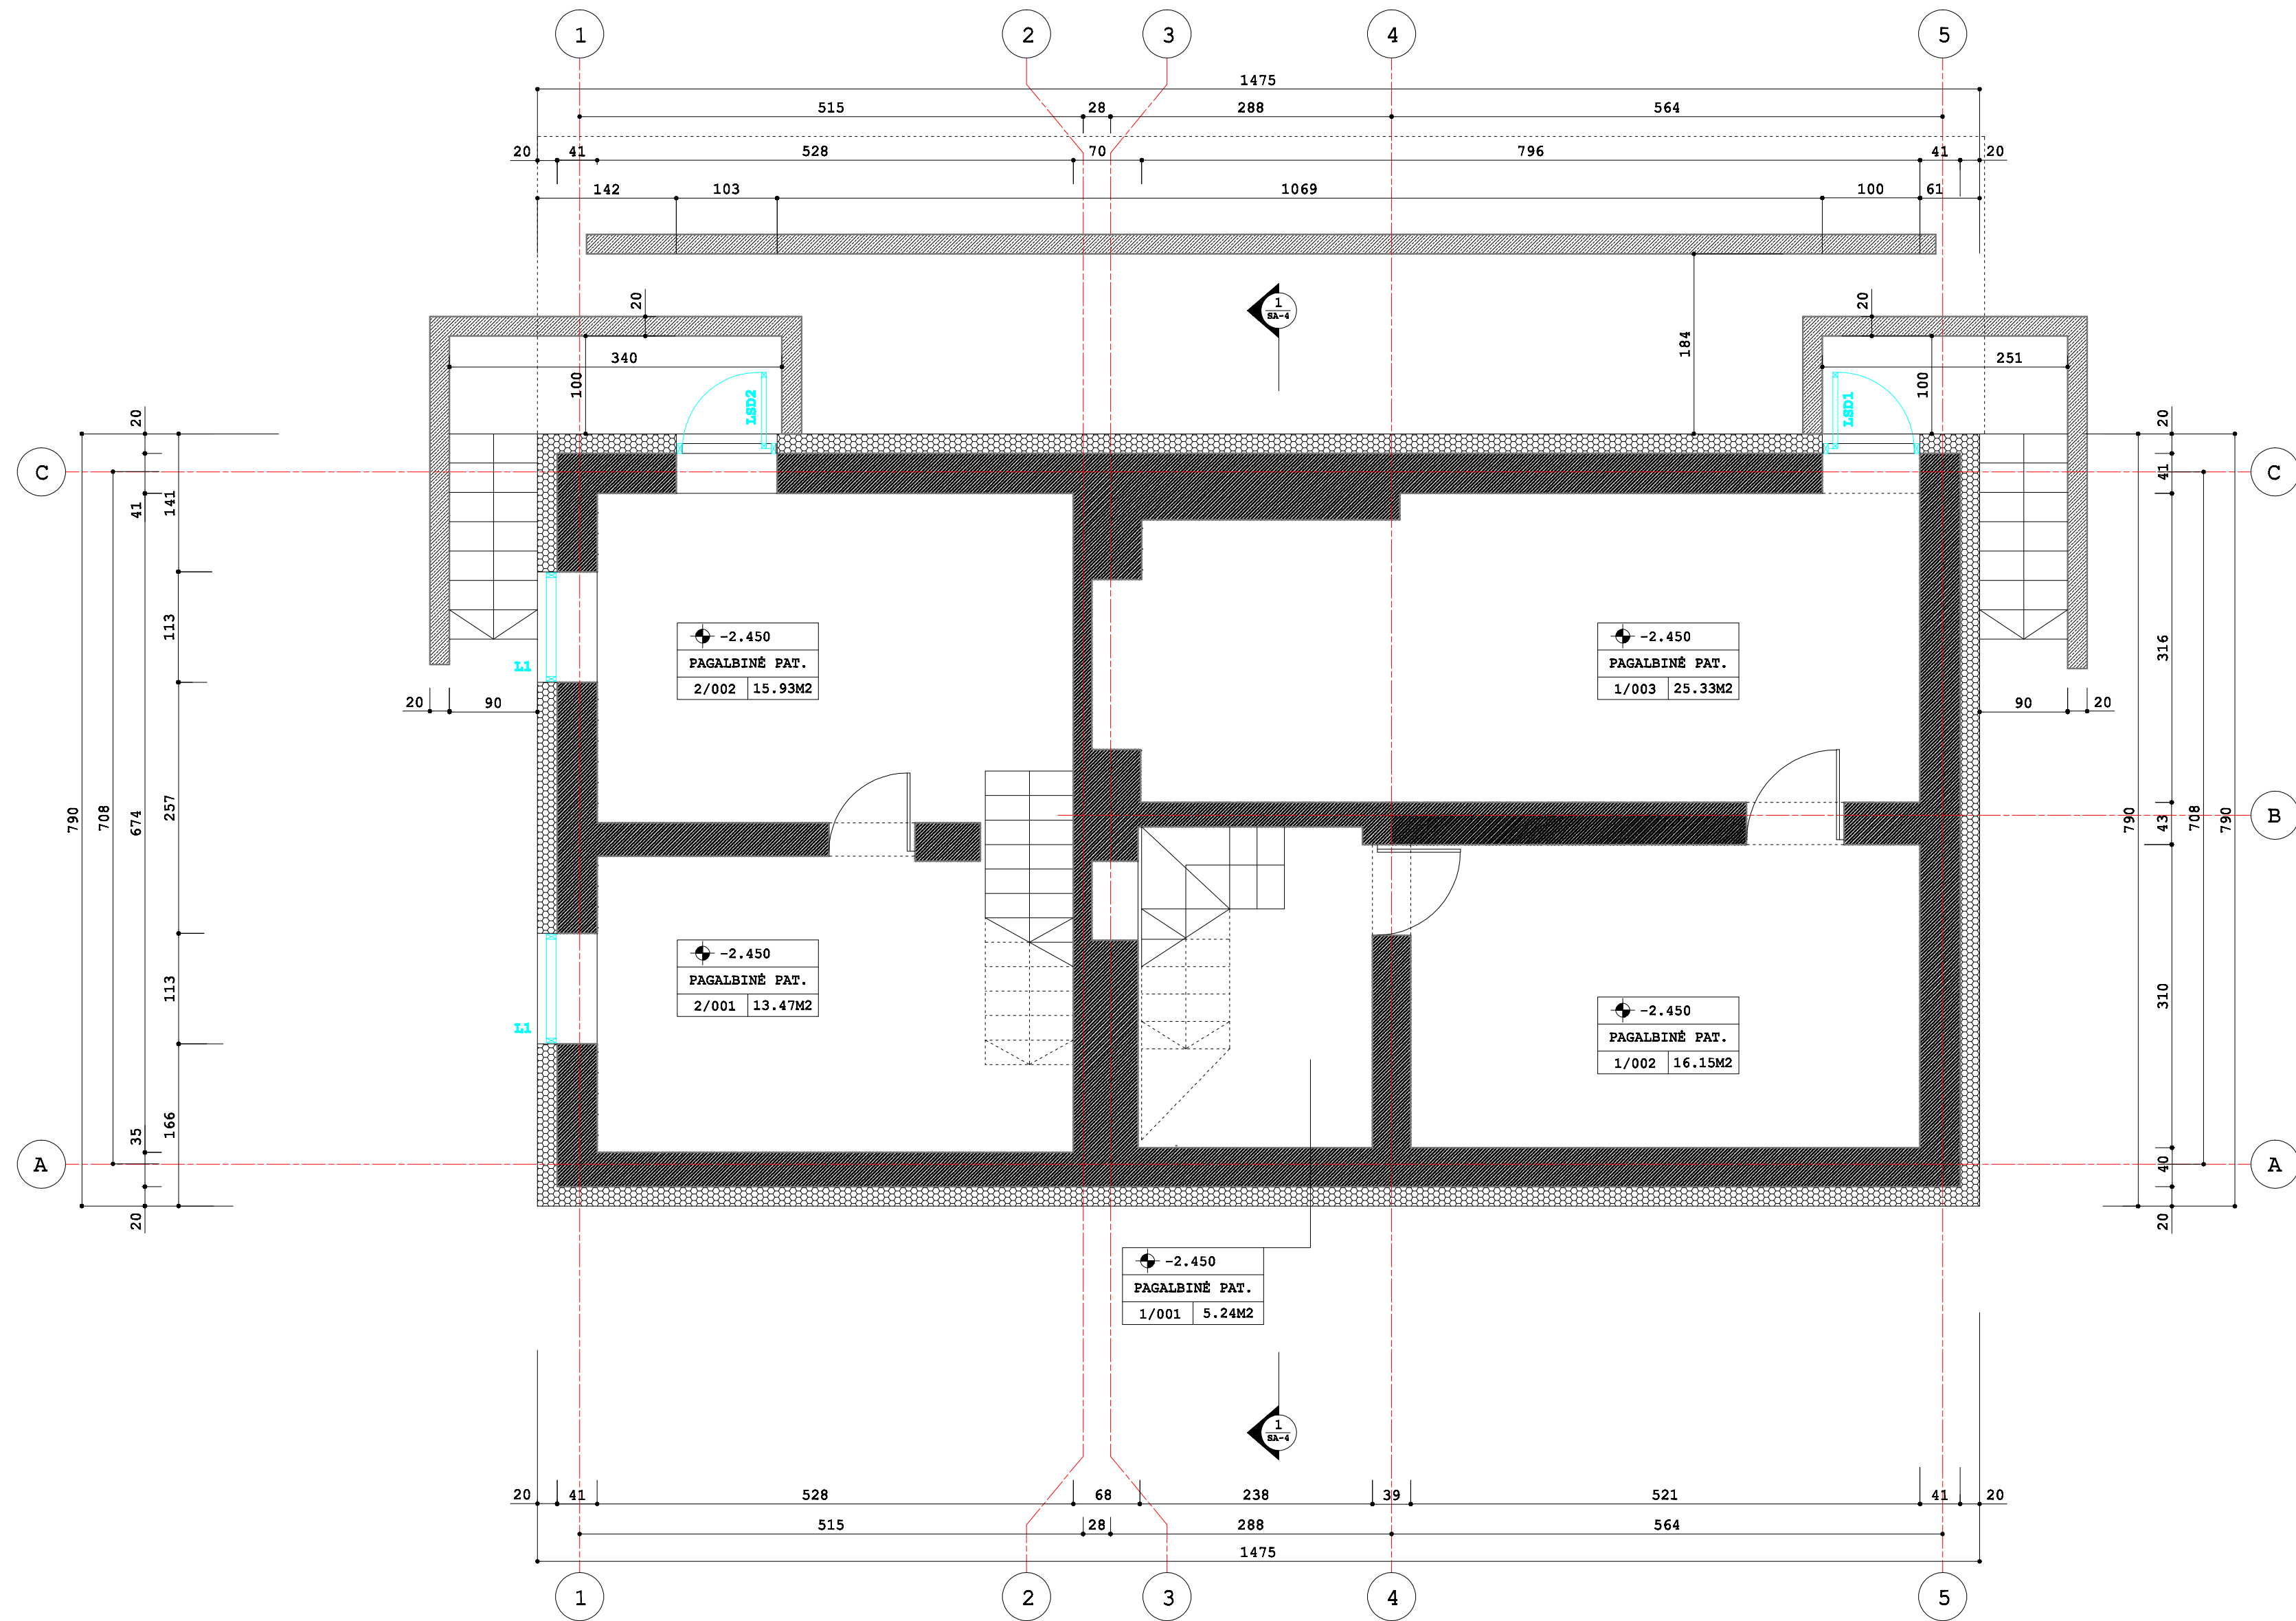 1 2 3 4 5
1475
515 28 288 564
20 41 528 70 796 41 20
142 103 1069 100 61
20
20
1
SA-4
184
340
251
100
100
LSD2
LSD1
20
20
C
C
41
141
41
113
316
L1
-2.450
PAGALBINĖ PAT.
2/002 15.93M2
-2.450
PAGALBINĖ PAT.
1/003 25.33M2
20 90
90 20
790 708 674 257
790 43 708 790
B
-2.450
PAGALBINĖ PAT.
2/001 13.47M2
113
L1
310
-2.450
PAGALBINĖ PAT.
1/002 16.15M2
35 166
A
40
A
20
20
-2.450
PAGALBINĖ PAT.
1/001 5.24M2
1
SA-4
20 41 528 68 238 39 521 41 20
515 28 288 564
1475
1 2 3 4 5